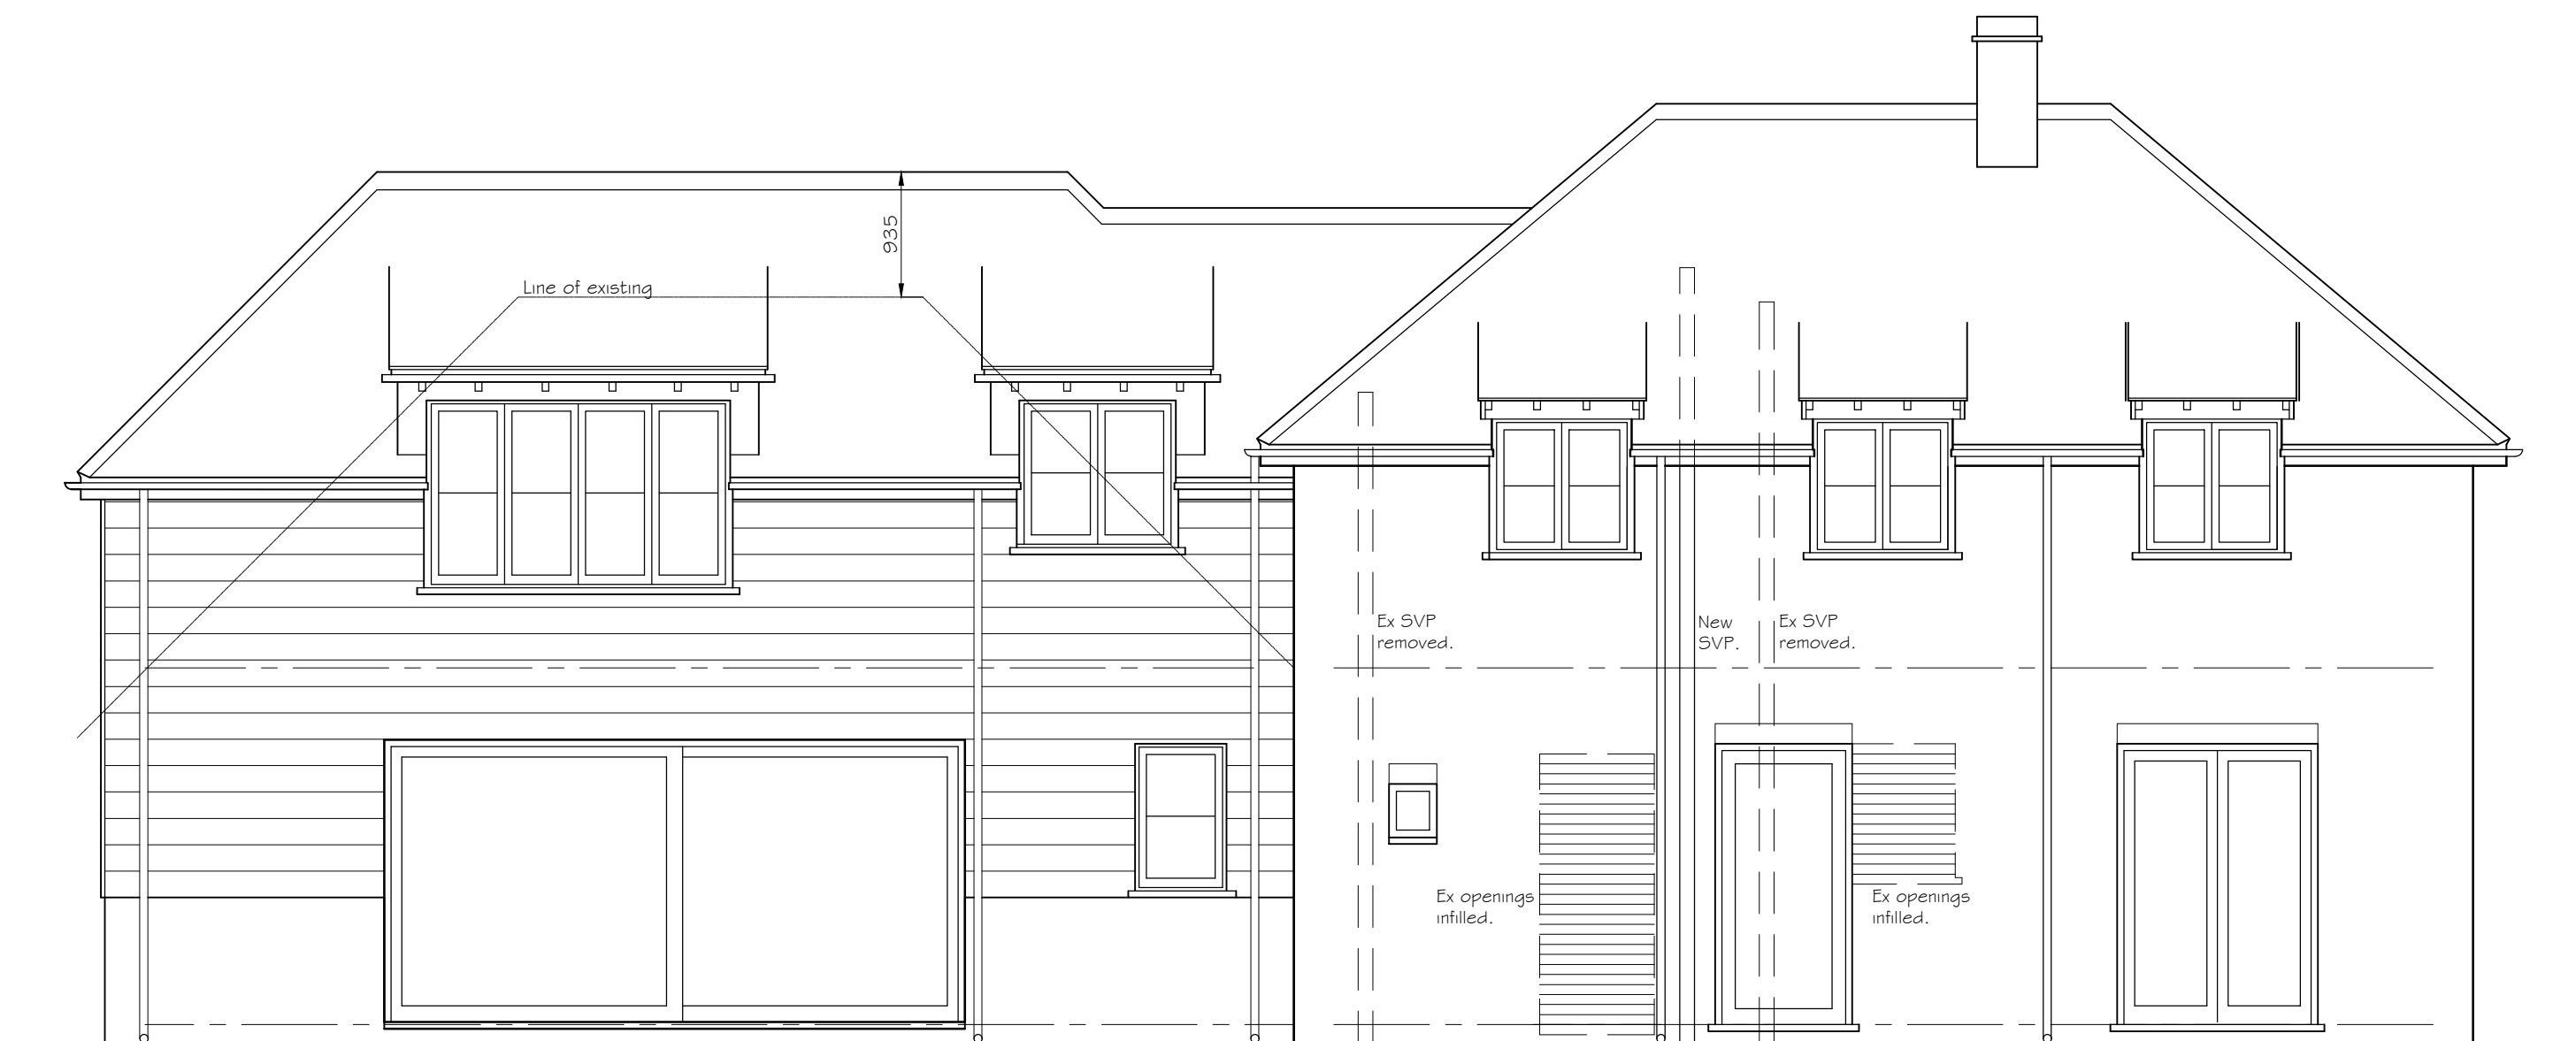 935
Line of existing
Ex SVP
removed.
New
SVP.
Ex SVP
removed.
Ex openings
infilled.
Ex openings
infilled.